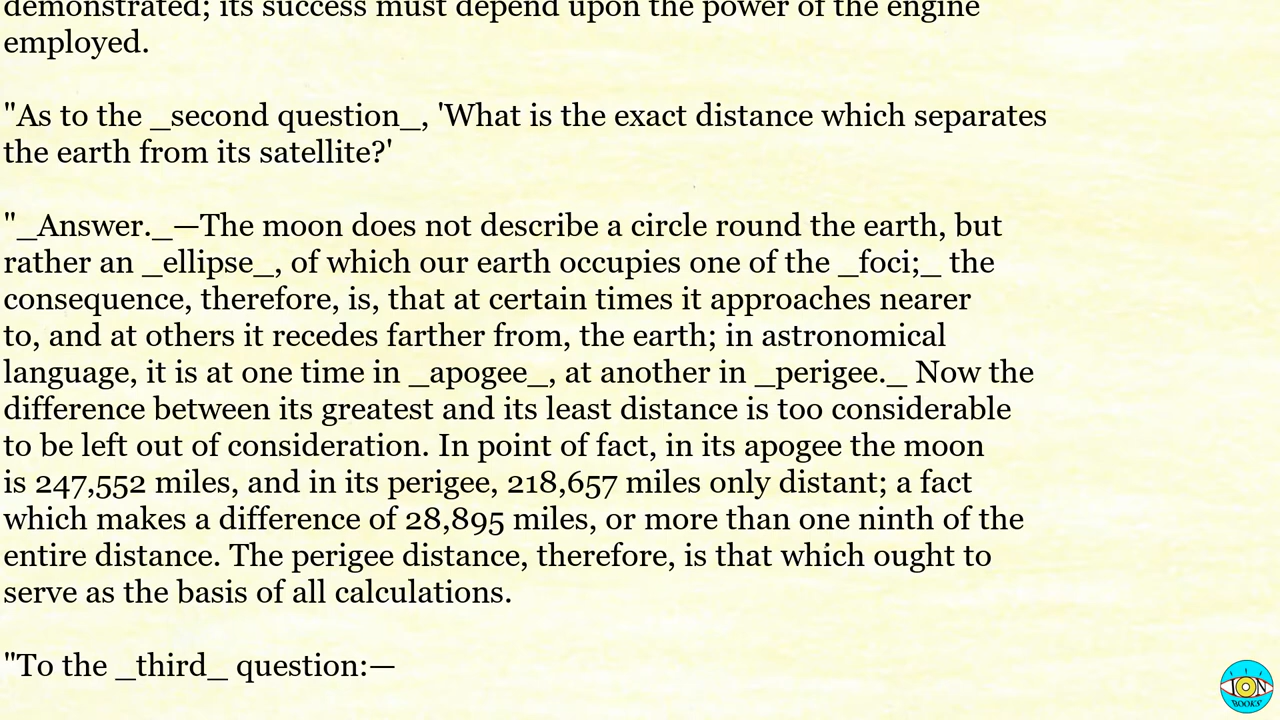 demonstrated; its success must depend upon the power of the engine
employed.
"As to the _second question_, 'What is the exact distance which separates
the earth from its satellite?'
"_Answer._—The moon does not describe a circle round the earth, but
rather an _ellipse_, of which our earth occupies one of the _foci;_ the
consequence, therefore, is, that at certain times it approaches nearer
to, and at others it recedes farther from, the earth; in astronomical
language, it is at one time in _apogee_, at another in _perigee._ Now the
difference between its greatest and its least distance is too considerable
to be left out of consideration. In point of fact, in its apogee the moon
is 247,552 miles, and in its perigee, 218,657 miles only distant; a fact
which makes a difference of 28,895 miles, or more than one ninth of the
entire distance. The perigee distance, therefore, is that which ought to
serve as the basis of all calculations.
"To the _third_ question:—
ION
BOOKS